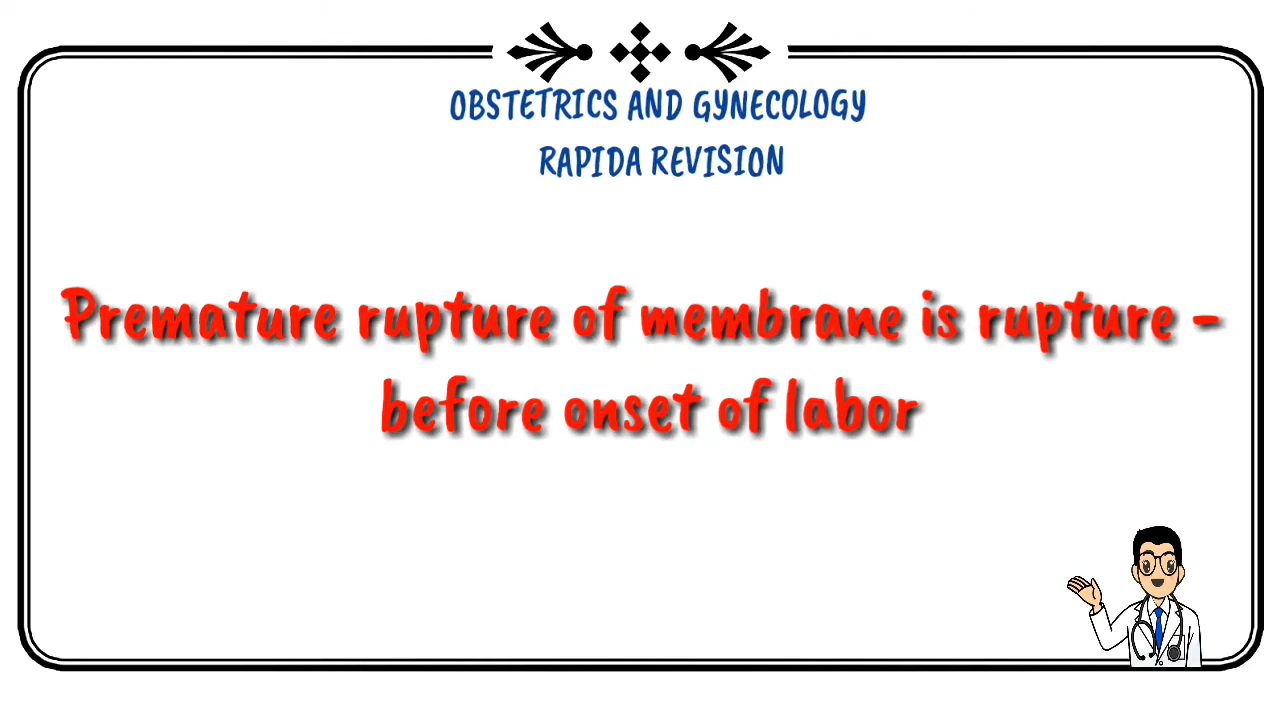 OBSTETRICS AND GYNECOLOGY
RAPIDA REVISION
Premature rupture of membrane is rupture -
before onset of labor